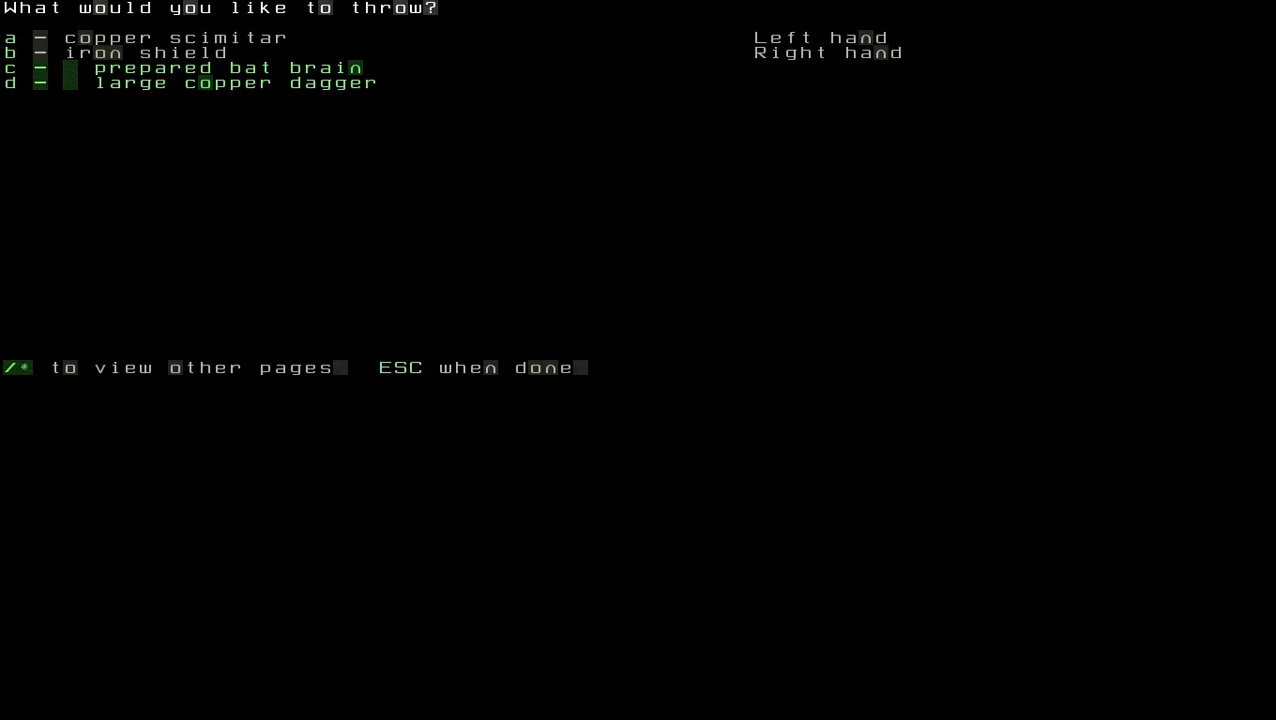 What would you like to throw?
a - copper scimitar Left hand
b - iron shield Right hand
c - prepared bat brain
d - large copper dagger
/* to view other pages ESC when done